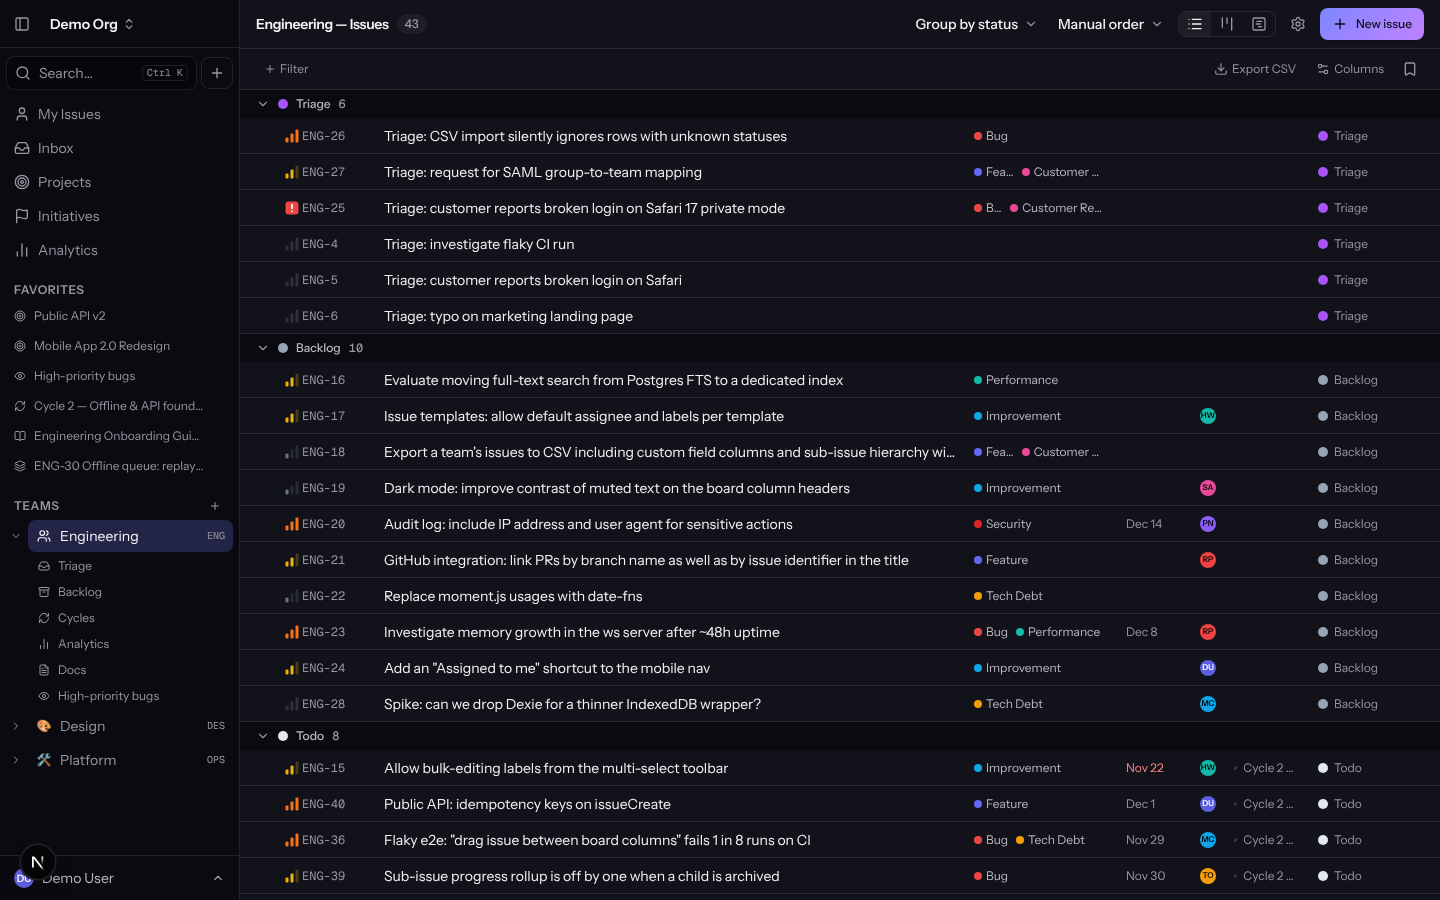 Demo Org
Engineering — Issues 43
Group by status
Manual order
New issue
Search... Ctrl K
Filter
Export CSV
Columns
My Issues
Inbox
Projects
Initiatives
Analytics
FAVORITES
Public API v2
Mobile App 2.0 Redesign
High-priority bugs
Cycle 2 — Offline & API found...
Engineering Onboarding Gui...
ENG-30 Offline queue: replay...
TEAMS
Engineering ENG
Triage
Backlog
Cycles
Analytics
Docs
High-priority bugs
Design DES
Platform OPS
N
DU Demo User
Triage 6
ENG-26 Triage: CSV import silently ignores rows with unknown statuses Bug Triage
ENG-27 Triage: request for SAML group-to-team mapping Fea... Customer ... Triage
ENG-25 Triage: customer reports broken login on Safari 17 private mode B... Customer Re... Triage
ENG-4 Triage: investigate flaky CI run Triage
ENG-5 Triage: customer reports broken login on Safari Triage
ENG-6 Triage: typo on marketing landing page Triage
Backlog 10
ENG-16 Evaluate moving full-text search from Postgres FTS to a dedicated index Performance Backlog
ENG-17 Issue templates: allow default assignee and labels per template Improvement HW Backlog
ENG-18 Export a team's issues to CSV including custom field columns and sub-issue hierarchy wi... Fea... Customer ... Backlog
ENG-19 Dark mode: improve contrast of muted text on the board column headers Improvement SA Backlog
ENG-20 Audit log: include IP address and user agent for sensitive actions Security Dec 14 PN Backlog
ENG-21 GitHub integration: link PRs by branch name as well as by issue identifier in the title Feature RP Backlog
ENG-22 Replace moment.js usages with date-fns Tech Debt Backlog
ENG-23 Investigate memory growth in the ws server after ~48h uptime Bug Performance Dec 8 RP Backlog
ENG-24 Add an "Assigned to me" shortcut to the mobile nav Improvement DU Backlog
ENG-28 Spike: can we drop Dexie for a thinner IndexedDB wrapper? Tech Debt MC Backlog
Todo 8
ENG-15 Allow bulk-editing labels from the multi-select toolbar Improvement Nov 22 HW Cycle 2 ... Todo
ENG-40 Public API: idempotency keys on issueCreate Feature Dec 1 DU Cycle 2 ... Todo
ENG-36 Flaky e2e: "drag issue between board columns" fails 1 in 8 runs on CI Bug Tech Debt Nov 29 MC Cycle 2 ... Todo
ENG-39 Sub-issue progress rollup is off by one when a child is archived Bug Nov 30 TO Cycle 2 ... Todo